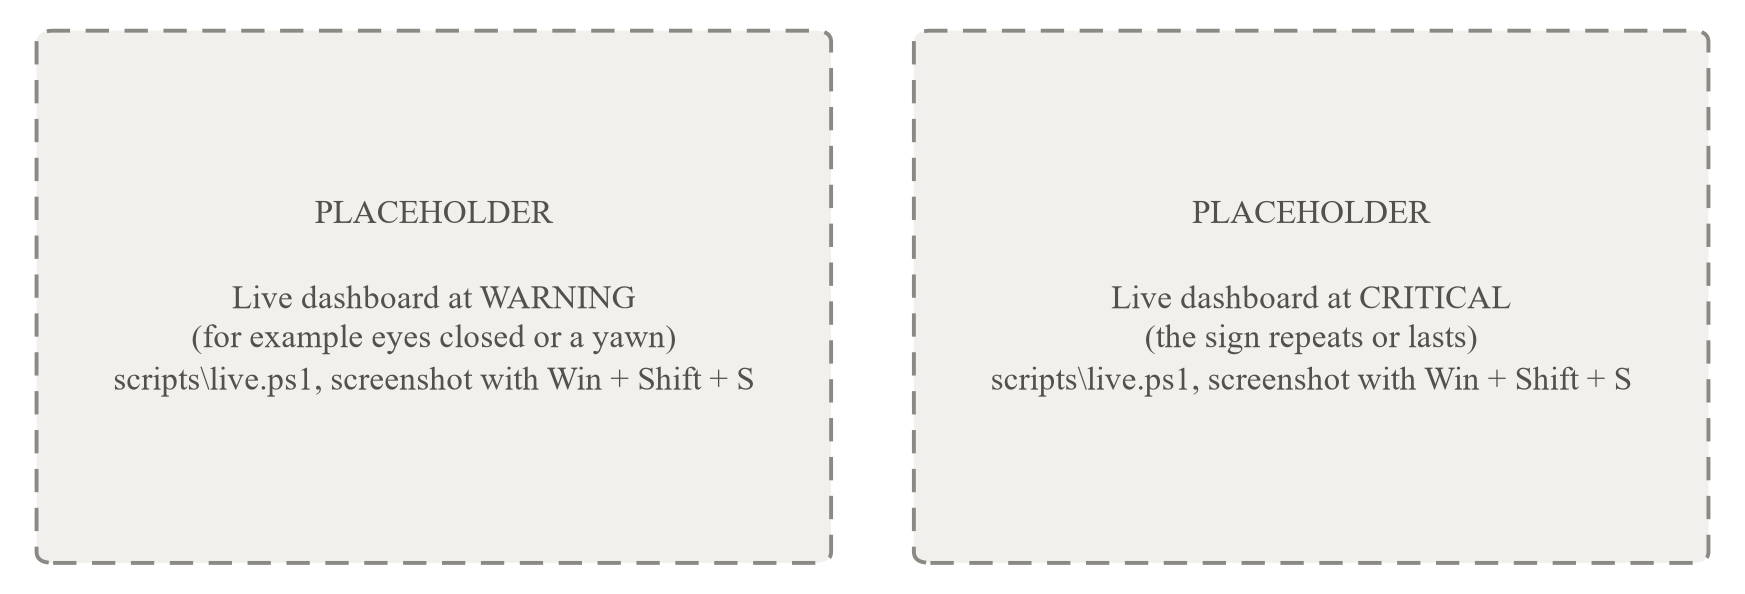 PLACEHOLDER
Live dashboard at WARNING
(for example eyes closed or a yawn)
scripts\live.ps1, screenshot with Win + Shift + S
PLACEHOLDER
Live dashboard at CRITICAL
(the sign repeats or lasts)
scripts\live.ps1, screenshot with Win + Shift + S